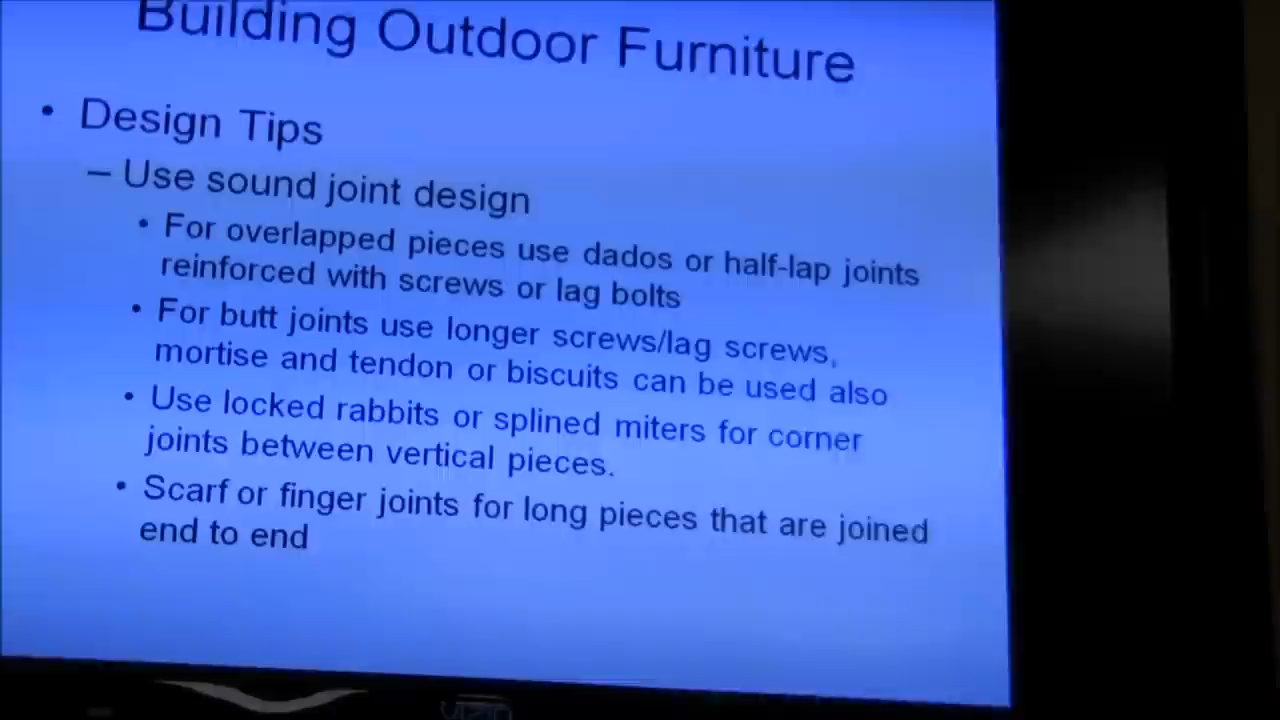 Building Outdoor Furniture
• Design Tips
– Use sound joint design
• For overlapped pieces use dados or half-lap joints
reinforced with screws or lag bolts
• For butt joints use longer screws/lag screws,
mortise and tendon or biscuits can be used also
• Use locked rabbits or splined miters for corner
joints between vertical pieces.
• Scarf or finger joints for long pieces that are joined
end to end
VIZIO